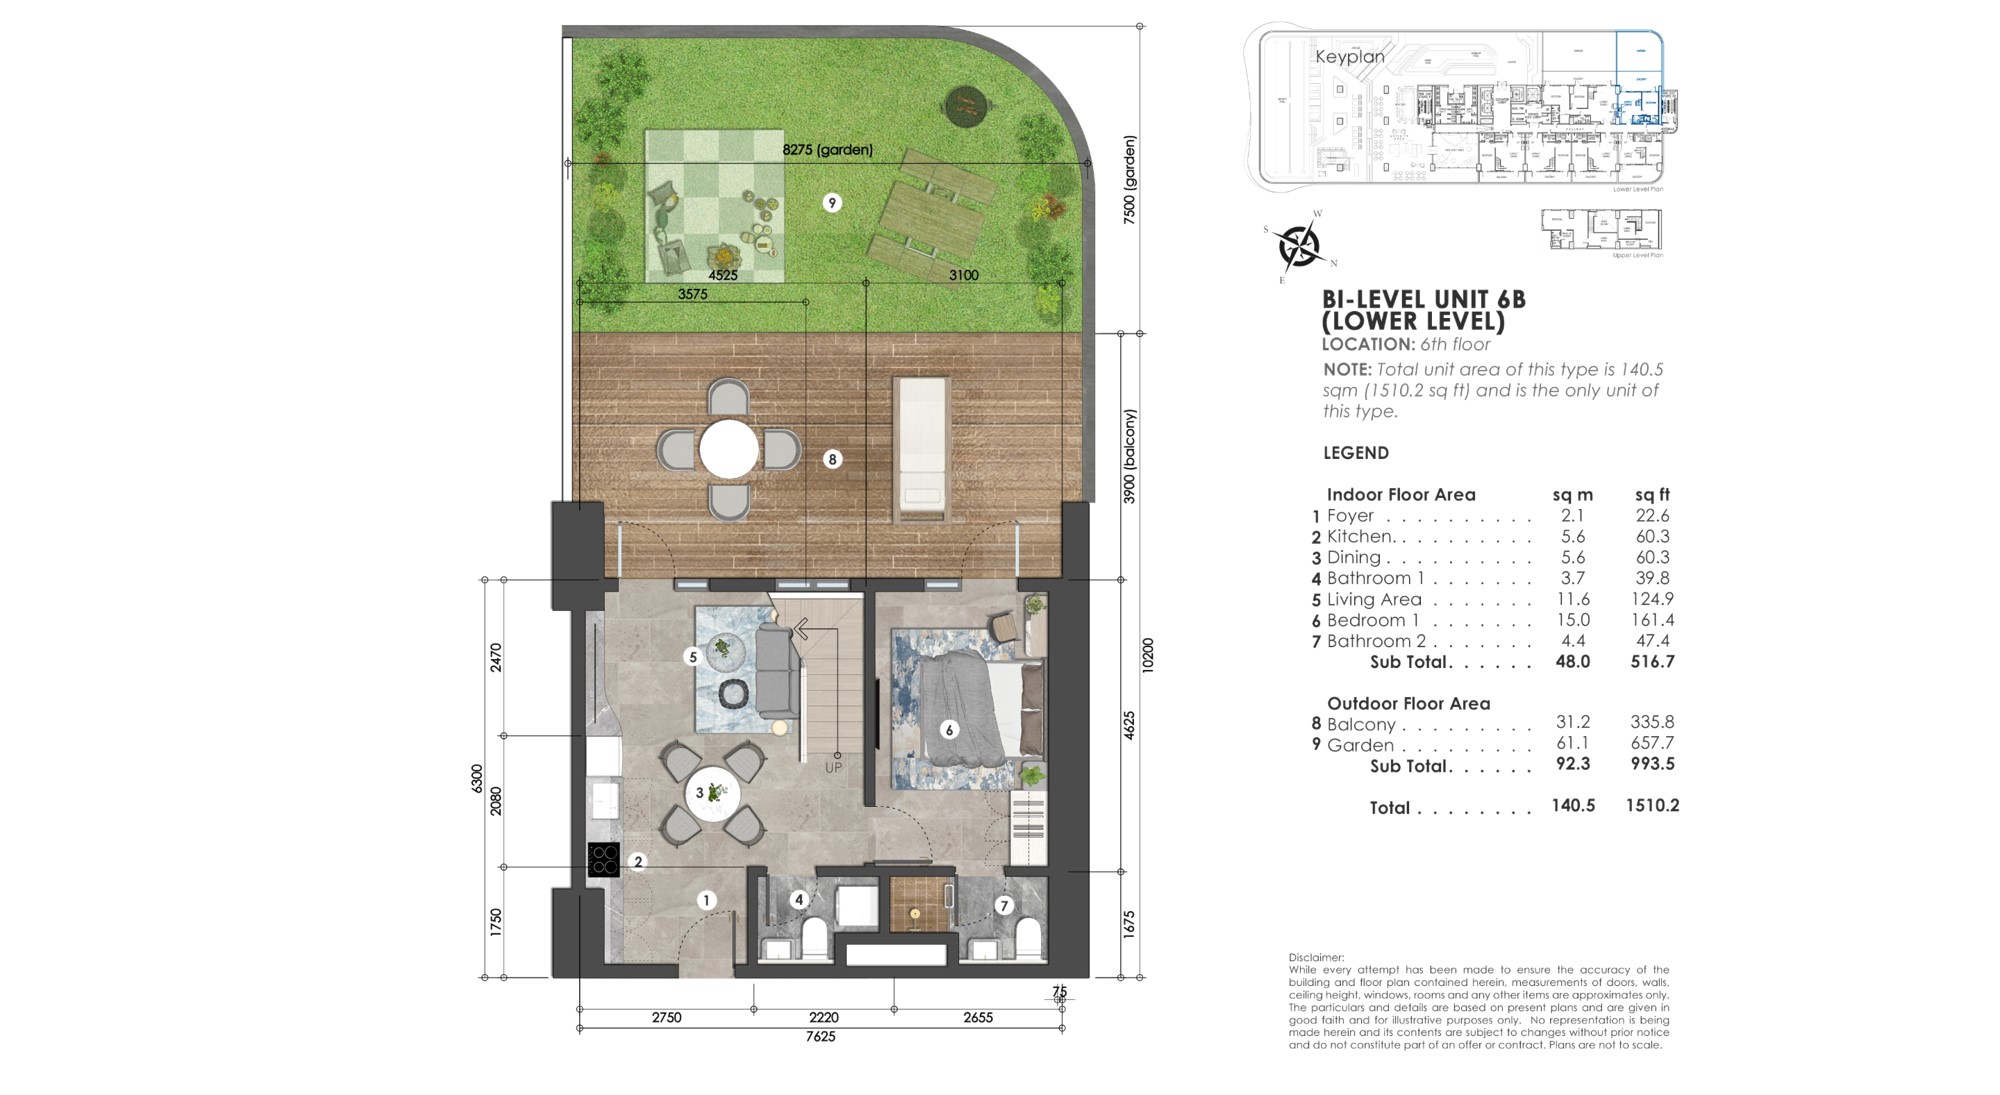 Keyplan
Lower Level Plan
Upper Level Plan
W
S
N
E
BI-LEVEL UNIT 6B
(LOWER LEVEL)
LOCATION: 6th floor
NOTE: Total unit area of this type is 140.5
sqm (1510.2 sq ft) and is the only unit of
this type.
LEGEND
Indoor Floor Area sq m sq ft
1 Foyer . . . . . . . . . . 2.1 22.6
2 Kitchen. . . . . . . . . . 5.6 60.3
3 Dining . . . . . . . . . . 5.6 60.3
4 Bathroom 1 . . . . . . . 3.7 39.8
5 Living Area . . . . . . . 11.6 124.9
6 Bedroom 1 . . . . . . . 15.0 161.4
7 Bathroom 2 . . . . . . . 4.4 47.4
Sub Total. . . . . . 48.0 516.7
Outdoor Floor Area
8 Balcony . . . . . . . . . 31.2 335.8
9 Garden . . . . . . . . . 61.1 657.7
Sub Total. . . . . . 92.3 993.5
Total . . . . . . . . 140.5 1510.2
Disclaimer:
While every attempt has been made to ensure the accuracy of the
building and floor plan contained herein, measurements of doors, walls,
ceiling height, windows, rooms and any other items are approximates only.
The particulars and details are based on present plans and are given in
good faith and for illustrative purposes only. No representation is being
made herein and its contents are subject to changes without prior notice
and do not constitute part of an offer or contract. Plans are not to scale.
8275 (garden)
7500 (garden)
9
4525
3100
3575
3900 (balcony)
8
2470
5
10200
4625
6
UP
6300
2080
3
2
1
4
7
1750
1675
75
2750
2220
2655
7625